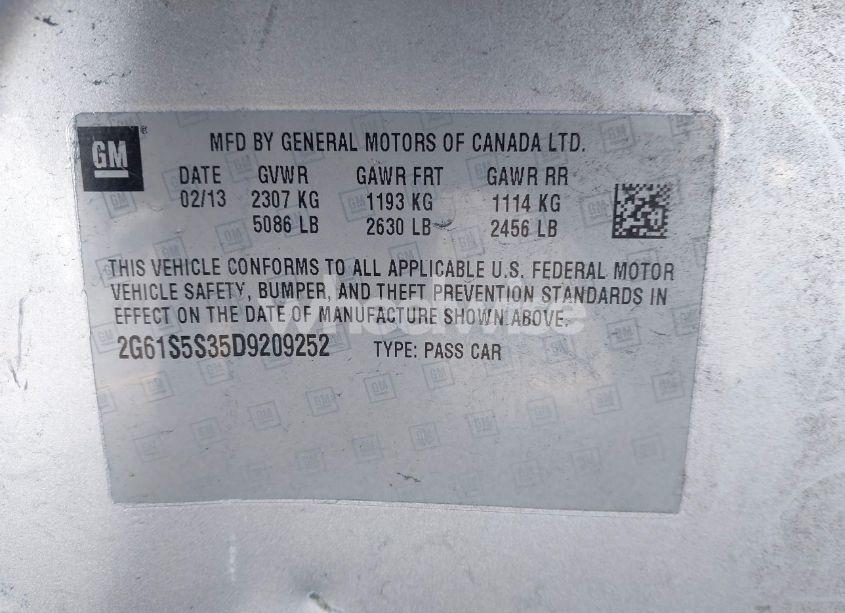 GM
MFD BY GENERAL MOTORS OF CANADA LTD.
DATE GVWR GAWR FRT GAWR RR
02/13 2307 KG 1193 KG 1114 KG
5086 LB 2630 LB 2456 LB
THIS VEHICLE CONFORMS TO ALL APPLICABLE U.S. FEDERAL MOTOR
VEHICLE SAFETY, BUMPER, AND THEFT PREVENTION STANDARDS IN
EFFECT ON THE DATE OF MANUFACTURE SHOWN ABOVE.
2G61S5S35D9209252 TYPE: PASS CAR